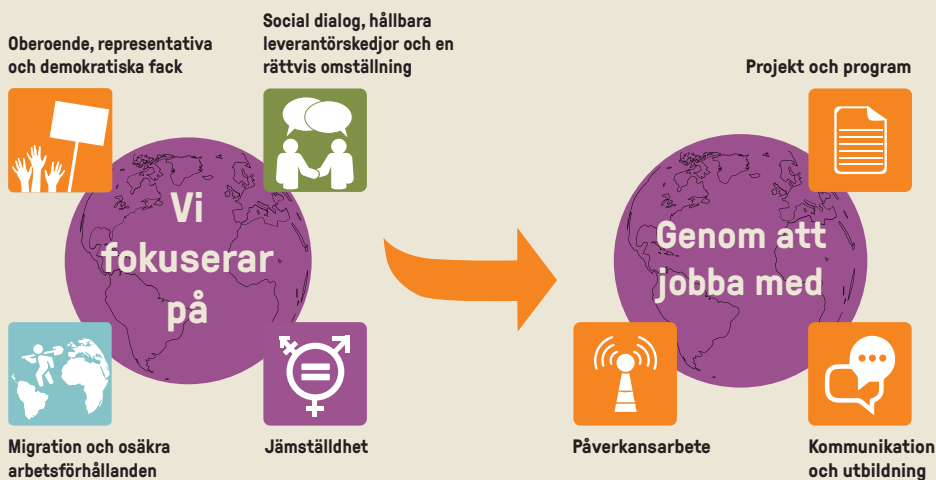 Oberoende, representativa
och demokratiska fack
Social dialog, hållbara
leverantörskedjor och en
rättvis omställning
Vi
fokuserar
på
Migration och osäkra
arbetsförhållanden
Jämställdhet
Projekt och program
Genom att
jobba med
Påverkansarbete
Kommunikation
och utbildning